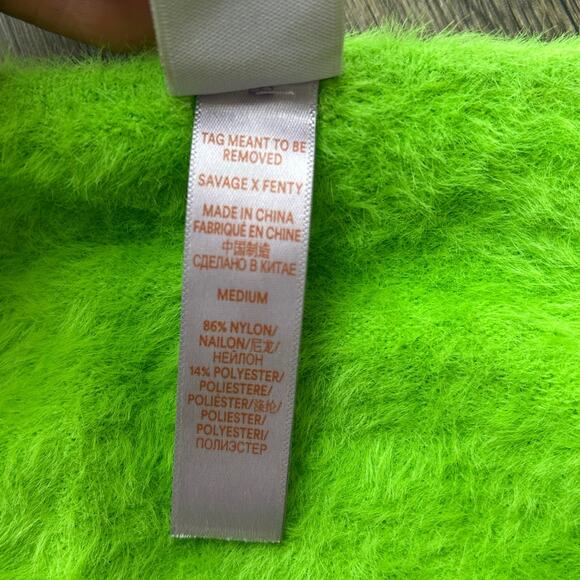 TAG MEANT TO BE
REMOVED
SAVAGE X FENTY
MADE IN CHINA
FABRIQUÉ EN CHINE
中国制造
СДЕЛАНО В КИТАЕ
MEDIUM
86% NYLON/
NAILON/尼龙/
НЕЙЛОН
14% POLYESTER/
POLIESTERE/
POLIÉSTER/涤纶/
POLIESTER/
POLYESTERI/
ПОЛИЭСТЕР